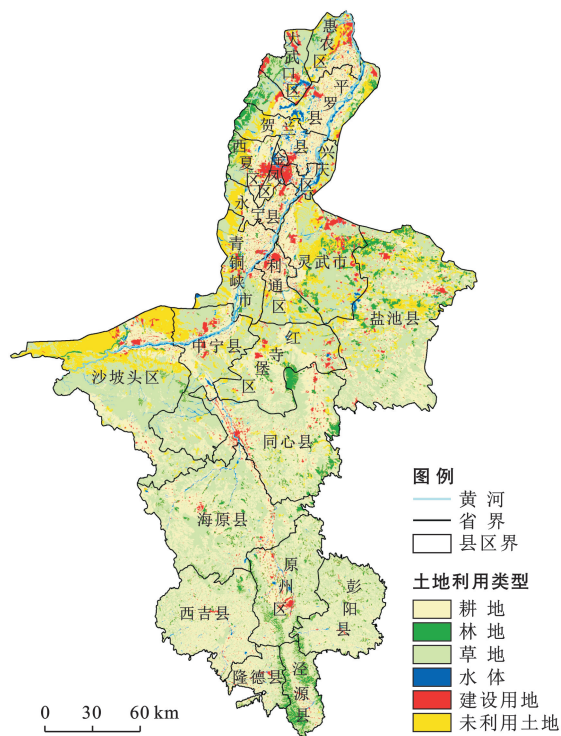 惠农区
大武口区
平罗县
贺兰县
西夏区
金凤区
兴庆区
永宁县
青铜峡市
利通区
灵武市
盐池县
中宁县
红寺堡区
沙坡头区
同心县
海原县
原州区
彭阳县
西吉县
隆德县
泾源县
图例
黄河
省界
县区界
土地利用类型
耕地
林地
草地
水体
建设用地
未利用土地
0 30 60 km